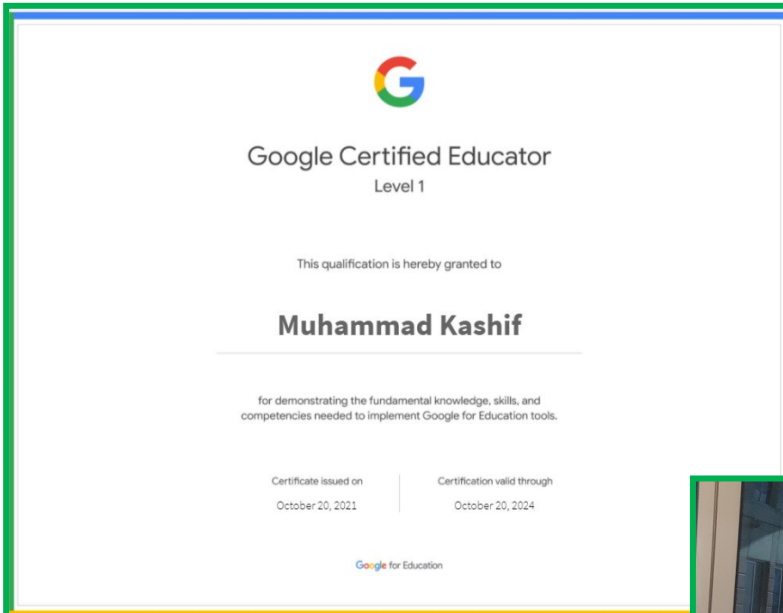 Google Certified Educator
Level 1
This qualification is hereby granted to
Muhammad Kashif
for demonstrating the fundamental knowledge, skills, and
competencies needed to implement Google for Education tools.
Certificate issued on
October 20, 2021
Certification valid through
October 20, 2024
Google for Education